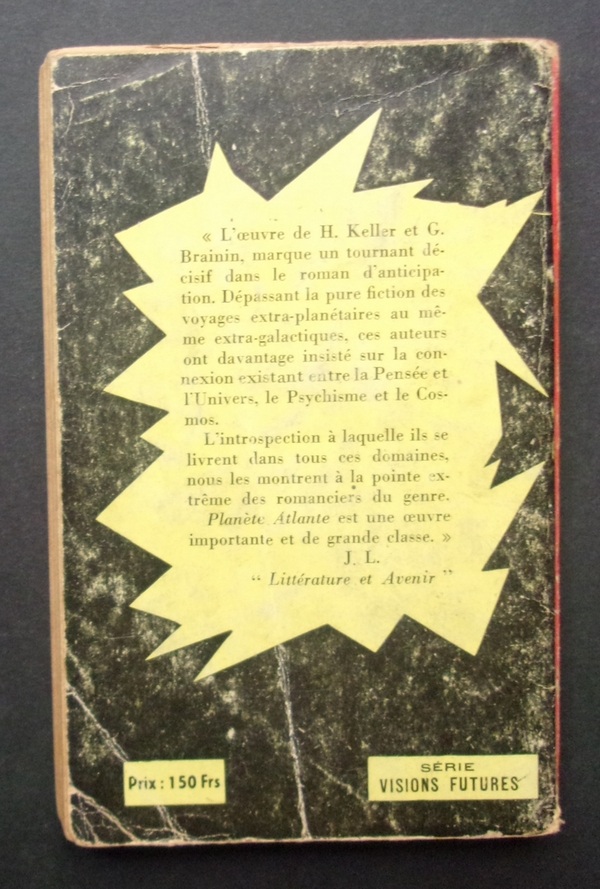 « L'œuvre de H. Keller et G.
Brainin, marque un tournant dé-
cisif dans le roman d'anticipa-
tion. Dépassant la pure fiction des
voyages extra-planétaires au mê-
me extra-galactiques, ces auteurs
ont davantage insisté sur la con-
nexion existant entre la Pensée et
l'Univers, le Psychisme et le Cos-
mos.
L'introspection à laquelle ils se
livrent dans tous ces domaines,
nous les montrent à la pointe ex-
trême des romanciers du genre.
Planète Atlante est une œuvre
importante et de grande classe. »
J. L.
“ Littérature et Avenir ”
Prix : 150 Frs
SÉRIE
VISIONS FUTURES